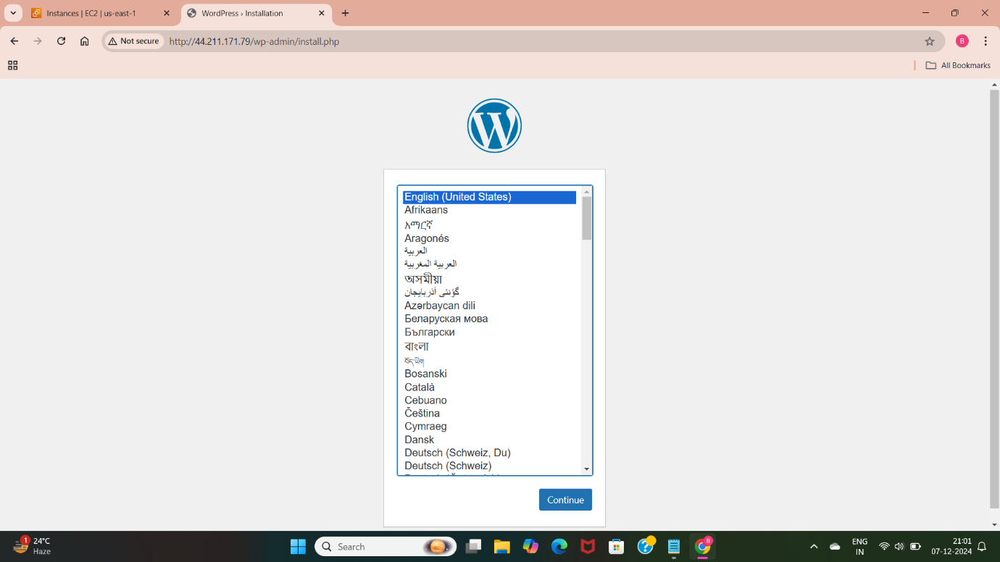 Instances | EC2 | us-east-1
WordPress › Installation
Not secure
http://44.211.171.79/wp-admin/install.php
B
All Bookmarks
English (United States)
Afrikaans
አማርኛ
Aragonés
العربية
العربية المغربية
অসমীয়া
گؤنئی آذربایجان
Azərbaycan dili
Беларуская мова
Български
বাংলা
བོད་ཡིག
Bosanski
Català
Cebuano
Čeština
Cymraeg
Dansk
Deutsch (Schweiz, Du)
Deutsch (Schweiz)
Continue
1
24°C
Haze
Search
B
ENG
IN
21:01
07-12-2024